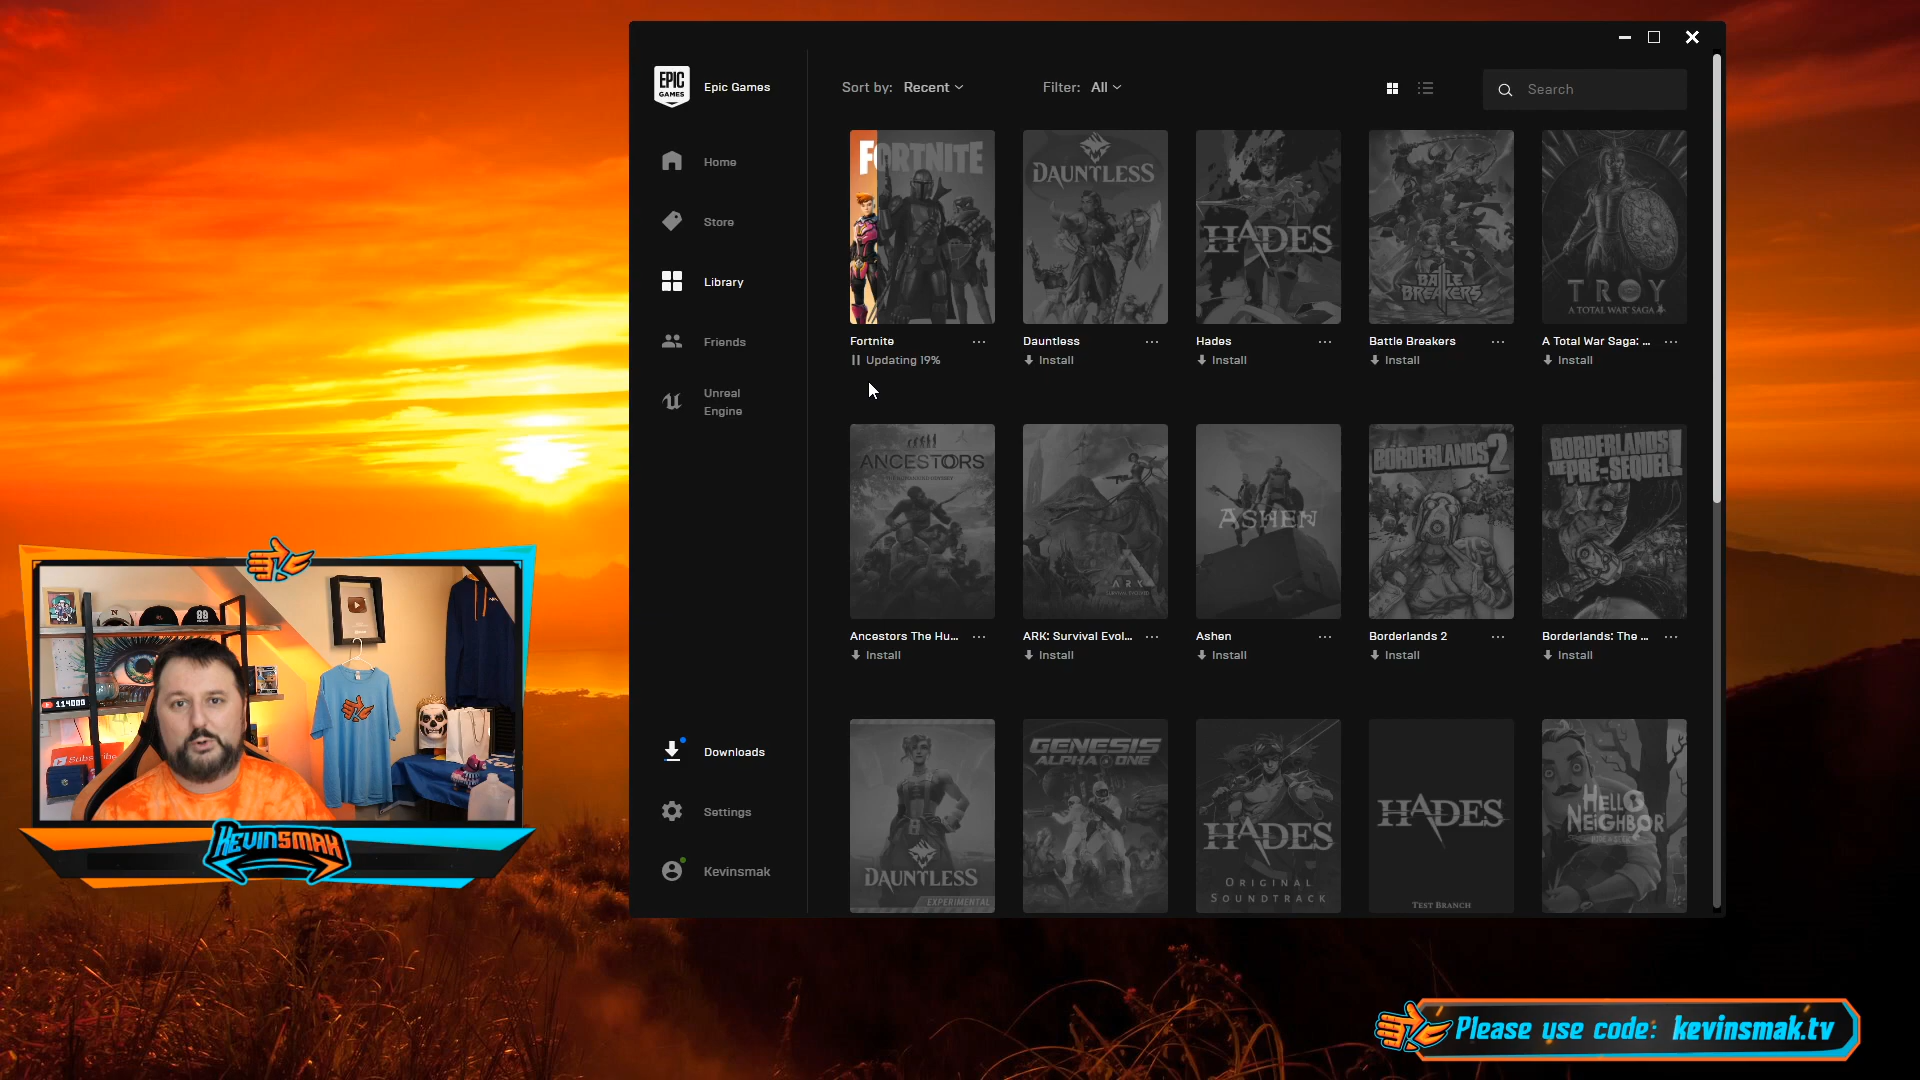 EPIC
GAMES
Epic Games
Home
Store
Library
Friends
Unreal
Engine
Downloads
Settings
Kevinsmak
Sort by: Recent
Filter: All
Search
FORTNITE
DAUNTLESS
HADES
BATTLE
BREAKERS
TROY
A TOTAL WAR SAGA
Fortnite ...
Updating 19%
Dauntless ...
Install
Hades ...
Install
Battle Breakers ...
Install
A Total War Saga: ... ...
Install
ANCESTORS
ARK
ASHEN
BORDERLANDS 2
BORDERLANDS
THE PRE-SEQUEL!
Ancestors The Hu... ...
Install
ARK: Survival Evol... ...
Install
Ashen ...
Install
Borderlands 2 ...
Install
Borderlands: The ... ...
Install
DAUNTLESS
EXPERIMENTAL
GENESIS
ALPHA ONE
HADES
ORIGINAL
SOUNDTRACK
HADES
TEST BRANCH
HELLO
NEIGHBOR
114000
Subscribe
KEVINSMAK
Please use code: kevinsmak.tv